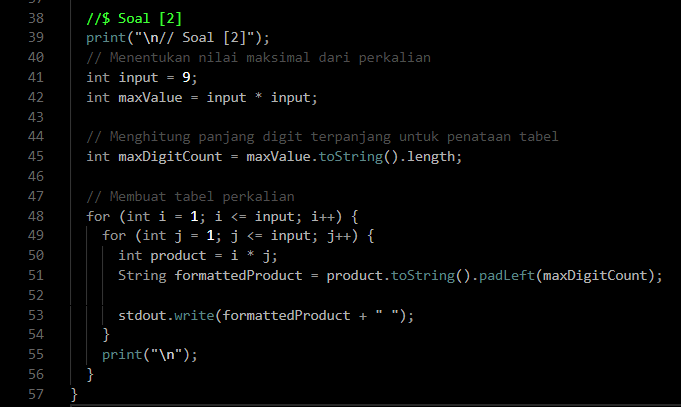 37
38 //$ Soal [2]
39 print("\n// Soal [2]");
40 // Menentukan nilai maksimal dari perkalian
41 int input = 9;
42 int maxValue = input * input;
43
44 // Menghitung panjang digit terpanjang untuk penataan tabel
45 int maxDigitCount = maxValue.toString().length;
46
47 // Membuat tabel perkalian
48 for (int i = 1; i <= input; i++) {
49 for (int j = 1; j <= input; j++) {
50 int product = i * j;
51 String formattedProduct = product.toString().padLeft(maxDigitCount);
52
53 stdout.write(formattedProduct + " ");
54 }
55 print("\n");
56 }
57 }